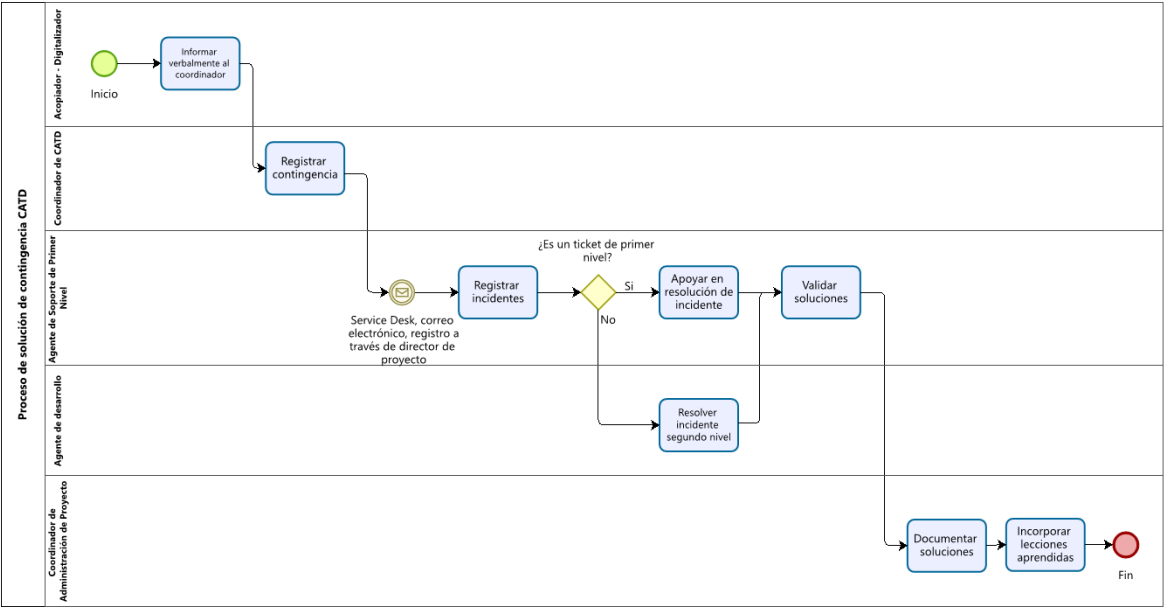 Proceso de solución de contingencia CATD
Acopiador - Digitalizador
Inicio
Informar
verbalmente al
coordinador
Coordinador de CATD
Registrar
contingencia
Agente de Soporte de Primer
Nivel
Service Desk, correo
electrónico, registro a
través de director de
proyecto
Registrar
incidentes
¿Es un ticket de primer
nivel?
Si
No
Apoyar en
resolución de
incidente
Validar
soluciones
Agente de desarrollo
Resolver
incidente
segundo nivel
Coordinador de
Administración de Proyecto
Documentar
soluciones
Incorporar
lecciones
aprendidas
Fin